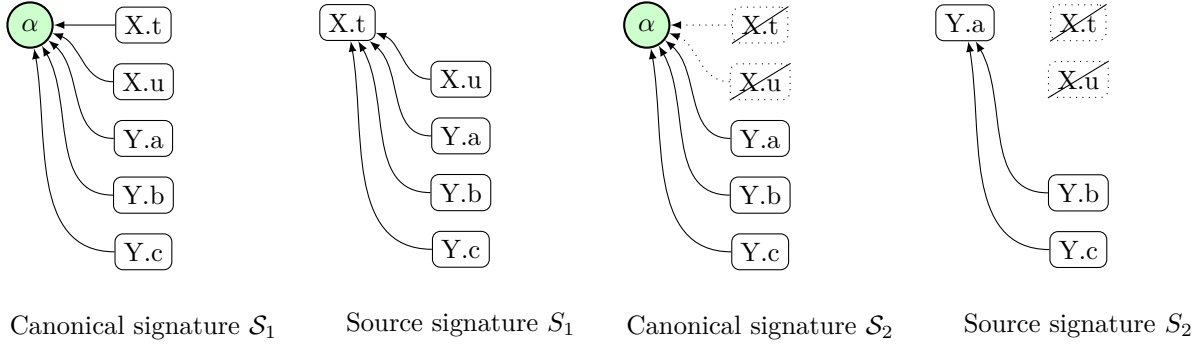 α X.t X.t α X.t Y.a X.t
X.u X.u X.u X.u
Y.a Y.a Y.a
Y.b Y.b Y.b Y.b
Y.c Y.c Y.c Y.c
Canonical signature 𝒮₁ Source signature S₁ Canonical signature 𝒮₂ Source signature S₂